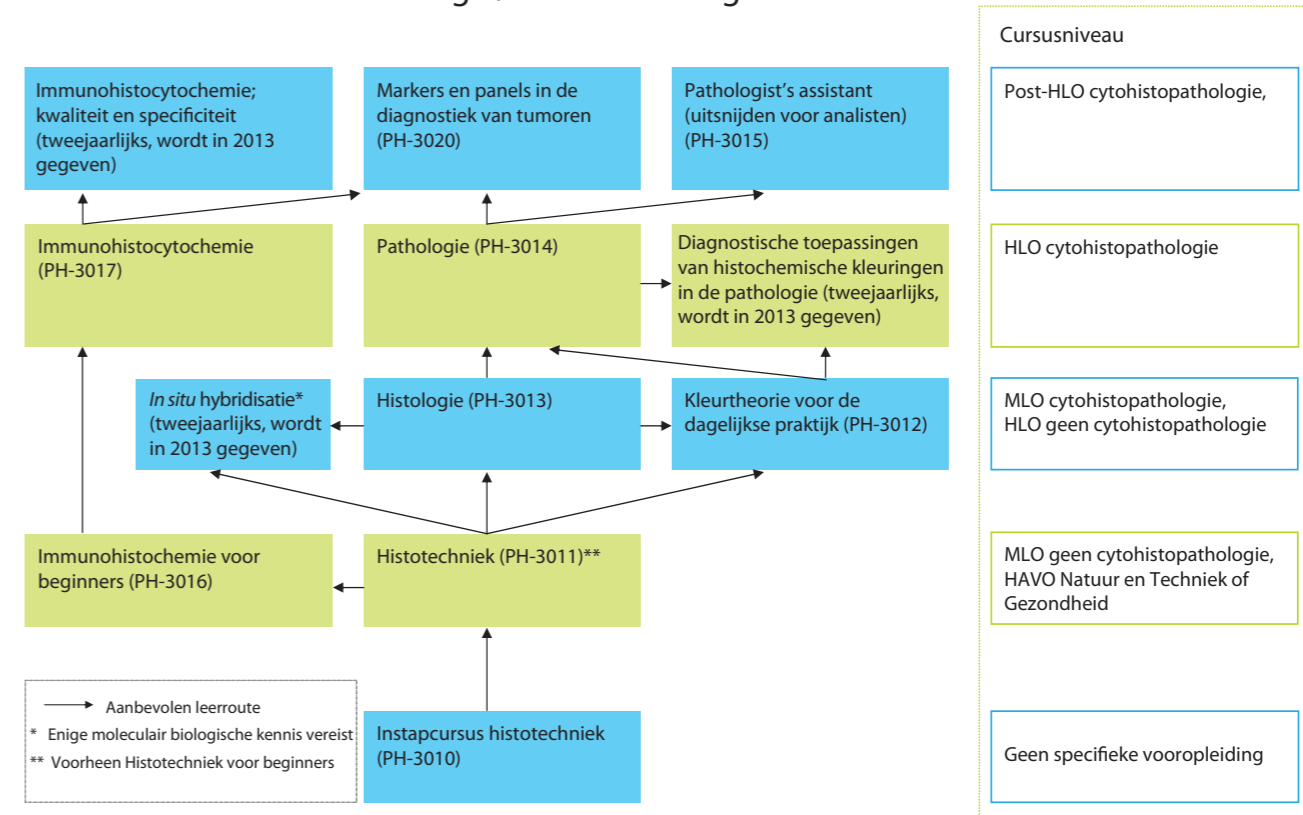 Cursusniveau
Immunohistocytochemie;
kwaliteit en specificiteit
(tweejaarlijks, wordt in 2013
gegeven)
Markers en panels in de
diagnostiek van tumoren
(PH-3020)
Pathologist's assistant
(uitsnijden voor analisten)
(PH-3015)
Post-HLO cytohistopathologie,
Immunohistocytochemie
(PH-3017)
Pathologie (PH-3014)
Diagnostische toepassingen
van histochemische kleuringen
in de pathologie (tweejaarlijks,
wordt in 2013 gegeven)
HLO cytohistopathologie
In situ hybridisatie*
(tweejaarlijks, wordt
in 2013 gegeven)
Histologie (PH-3013)
Kleurtheorie voor de
dagelijkse praktijk (PH-3012)
MLO cytohistopathologie,
HLO geen cytohistopathologie
Immunohistochemie voor
beginners (PH-3016)
Histotechniek (PH-3011)**
MLO geen cytohistopathologie,
HAVO Natuur en Techniek of
Gezondheid
Aanbevolen leerroute
* Enige moleculair biologische kennis vereist
** Voorheen Histotechniek voor beginners
Instapcursus histotechniek
(PH-3010)
Geen specifieke vooropleiding